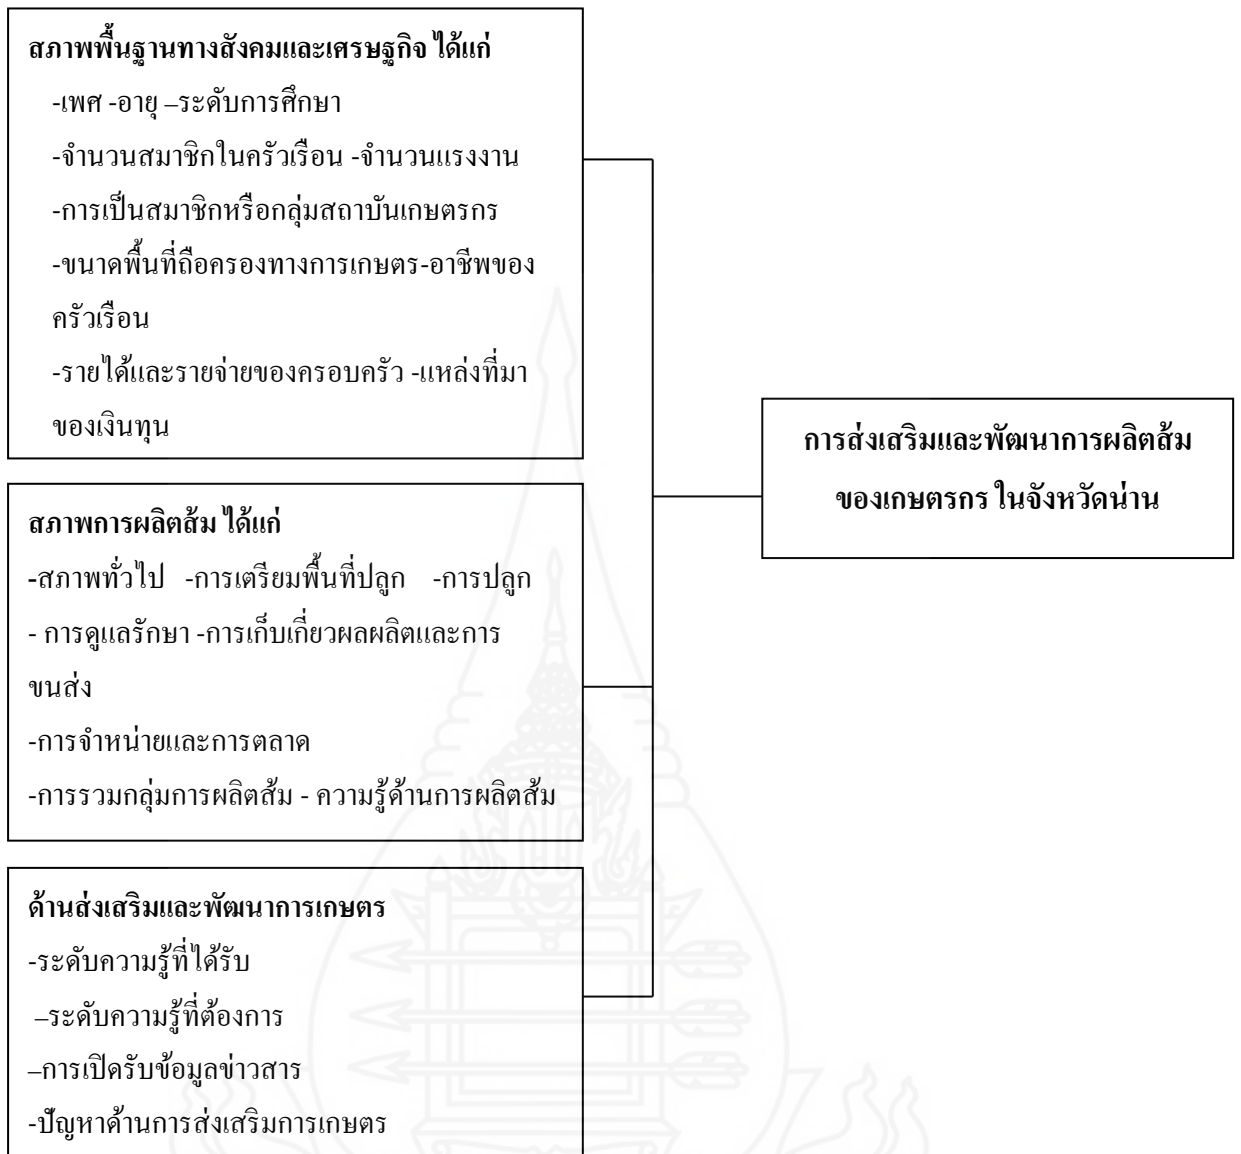 สภาพพื้นฐานทางสังคมและเศรษฐกิจ ได้แก่
-เพศ -อายุ –ระดับการศึกษา
-จำนวนสมาชิกในครัวเรือน -จำนวนแรงงาน
-การเป็นสมาชิกหรือกลุ่มสถาบันเกษตรกร
-ขนาดพื้นที่ถือครองทางการเกษตร-อาชีพของ
ครัวเรือน
-รายได้และรายจ่ายของครอบครัว -แหล่งที่มา
ของเงินทุน
การส่งเสริมและพัฒนาการผลิตส้ม
ของเกษตรกร ในจังหวัดน่าน
สภาพการผลิตส้ม ได้แก่
-สภาพทั่วไป -การเตรียมพื้นที่ปลูก -การปลูก
- การดูแลรักษา -การเก็บเกี่ยวผลผลิตและการ
ขนส่ง
-การจำหน่ายและการตลาด
-การรวมกลุ่มการผลิตส้ม - ความรู้ด้านการผลิตส้ม
ด้านส่งเสริมและพัฒนาการเกษตร
-ระดับความรู้ที่ได้รับ
–ระดับความรู้ที่ต้องการ
–การเปิดรับข้อมูลข่าวสาร
-ปัญหาด้านการส่งเสริมการเกษตร